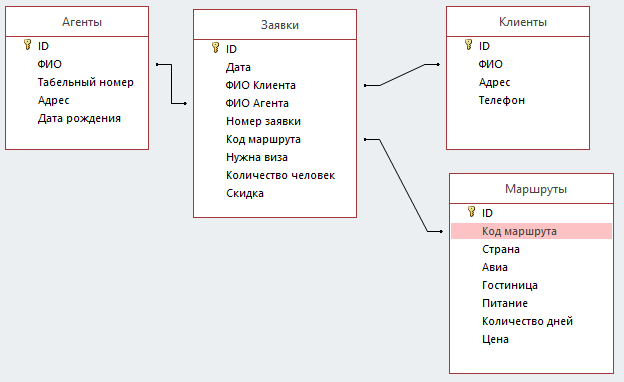 Агенты
ID
ФИО
Табельный номер
Адрес
Дата рождения
Заявки
ID
Дата
ФИО Клиента
ФИО Агента
Номер заявки
Код маршрута
Нужна виза
Количество человек
Скидка
Клиенты
ID
ФИО
Адрес
Телефон
Маршруты
ID
Код маршрута
Страна
Авиа
Гостиница
Питание
Количество дней
Цена